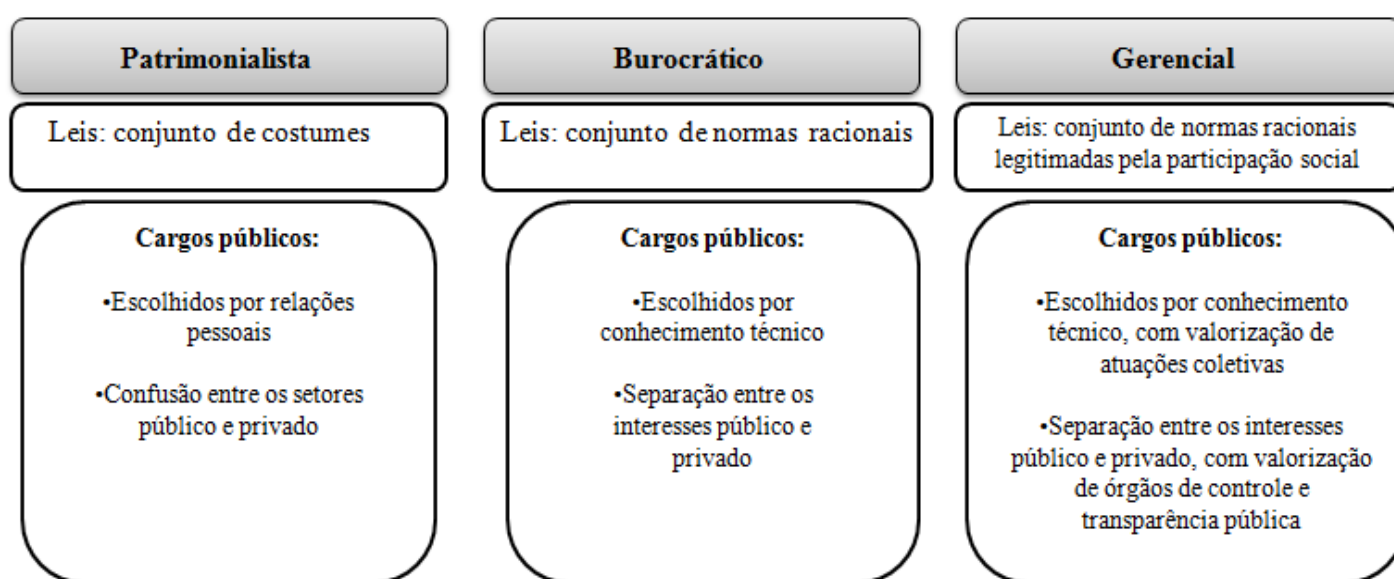 Patrimonialista
Leis: conjunto de costumes
Cargos públicos:
•Escolhidos por relações
pessoais
•Confusão entre os setores
público e privado
Burocrático
Leis: conjunto de normas racionais
Cargos públicos:
•Escolhidos por
conhecimento técnico
•Separação entre os
interesses público e
privado
Gerencial
Leis: conjunto de normas racionais
legitimadas pela participação social
Cargos públicos:
•Escolhidos por conhecimento
técnico, com valorização de
atuações coletivas
•Separação entre os interesses
público e privado, com valorização
de órgãos de controle e
transparência pública